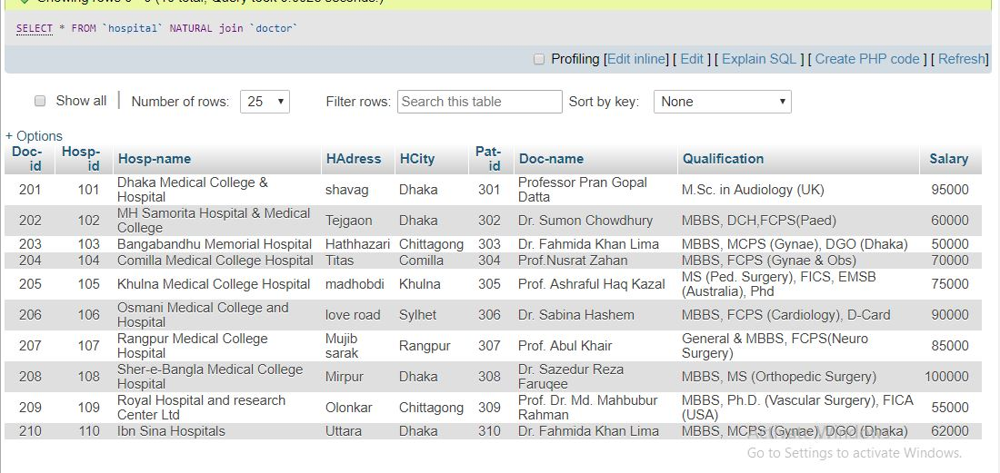 SELECT * FROM `hospital` NATURAL join `doctor`
Profiling [Edit inline] [ Edit ] [ Explain SQL ] [ Create PHP code ] [ Refresh]
Show all | Number of rows: 25 Filter rows: Search this table Sort by key: None
+ Options
Doc-id Hosp-id Hosp-name HAdress HCity Pat-id Doc-name Qualification Salary
201 101 Dhaka Medical College & Hospital shavag Dhaka 301 Professor Pran Gopal Datta M.Sc. in Audiology (UK) 95000
202 102 MH Samorita Hospital & Medical College Tejgaon Dhaka 302 Dr. Sumon Chowdhury MBBS, DCH,FCPS(Paed) 60000
203 103 Bangabandhu Memorial Hospital Hathhazari Chittagong 303 Dr. Fahmida Khan Lima MBBS, MCPS (Gynae), DGO (Dhaka) 50000
204 104 Comilla Medical College Hospital Titas Comilla 304 Prof.Nusrat Zahan MBBS, FCPS (Gynae & Obs) 70000
205 105 Khulna Medical College Hospital madhobdi Khulna 305 Prof. Ashraful Haq Kazal MS (Ped. Surgery), FICS, EMSB (Australia), Phd 75000
206 106 Osmani Medical College and Hospital love road Sylhet 306 Dr. Sabina Hashem MBBS, FCPS (Cardiology), D-Card 90000
207 107 Rangpur Medical College Hospital Mujib sarak Rangpur 307 Prof. Abul Khair General & MBBS, FCPS(Neuro Surgery) 85000
208 108 Sher-e-Bangla Medical College Hospital Mirpur Dhaka 308 Dr. Sazedur Reza Faruqee MBBS, MS (Orthopedic Surgery) 100000
209 109 Royal Hospital and research Center Ltd Olonkar Chittagong 309 Prof. Dr. Md. Mahbubur Rahman MBBS, Ph.D. (Vascular Surgery), FICA (USA) 55000
210 110 Ibn Sina Hospitals Uttara Dhaka 310 Dr. Fahmida Khan Lima MBBS, MCPS (Gynae), DGO (Dhaka) 62000
Activate Windows
Go to Settings to activate Windows.